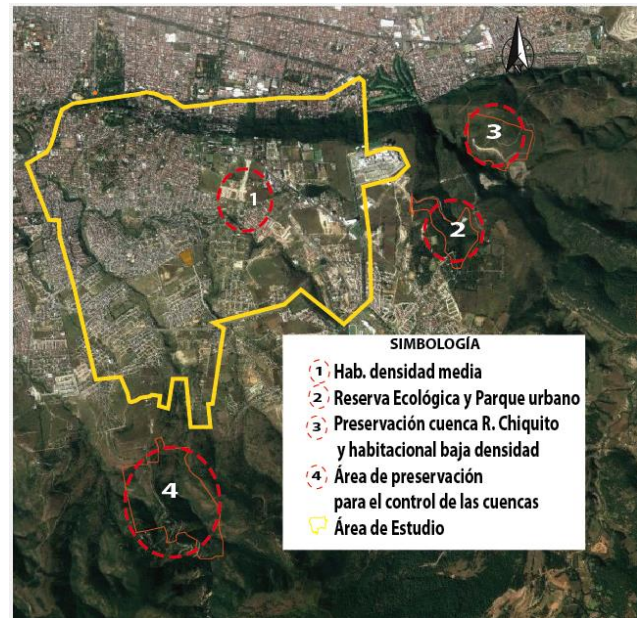 3
1
2
4
SIMBOLOGÍA
1 Hab. densidad media
2 Reserva Ecológica y Parque urbano
3 Preservación cuenca R. Chiquito
y habitacional baja densidad
4 Área de preservación
para el control de las cuencas
Área de Estudio